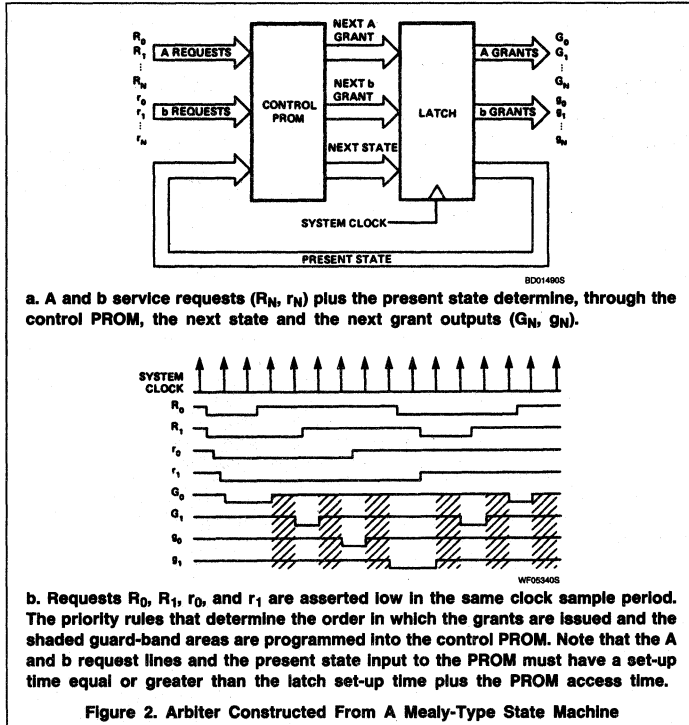 R0
R1
⋮
RN
r0
r1
⋮
rN
A REQUESTS
b REQUESTS
CONTROL
PROM
NEXT A
GRANT
NEXT b
GRANT
NEXT STATE
LATCH
A GRANTS
b GRANTS
G0
G1
⋮
GN
g0
g1
⋮
gN
SYSTEM CLOCK
PRESENT STATE
BD01490S
a. A and b service requests (RN, rN) plus the present state determine, through the
control PROM, the next state and the next grant outputs (GN, gN).
SYSTEM
CLOCK
R0
R1
r0
r1
G0
G1
g0
g1
WF05340S
b. Requests R0, R1, r0, and r1 are asserted low in the same clock sample period.
The priority rules that determine the order in which the grants are issued and the
shaded guard-band areas are programmed into the control PROM. Note that the A
and b request lines and the present state input to the PROM must have a set-up
time equal or greater than the latch set-up time plus the PROM access time.
Figure 2. Arbiter Constructed From A Mealy-Type State Machine